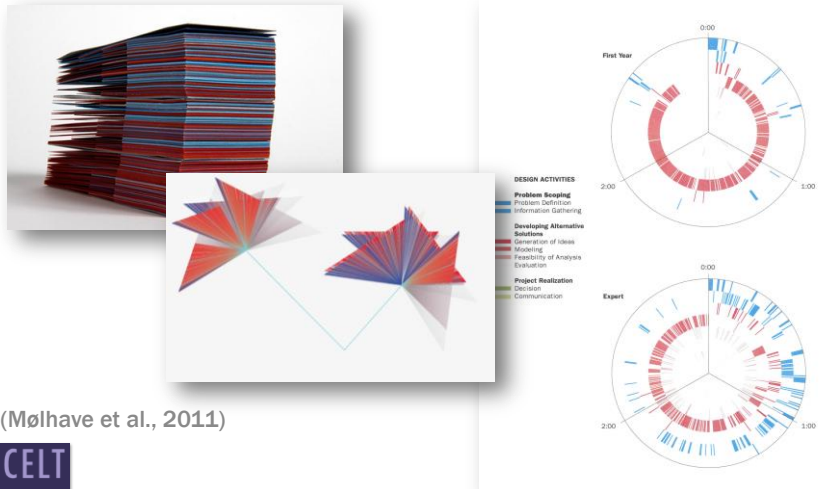 0:00
First Year
2:00
1:00
DESIGN ACTIVITIES
Problem Scoping
Problem Definition
Information Gathering
Developing Alternative
Solutions
Generation of Ideas
Modeling
Feasibility of Analysis
Evaluation
Project Realization
Decision
Communication
0:00
Expert
2:00
1:00
(Mølhave et al., 2011)
CELT